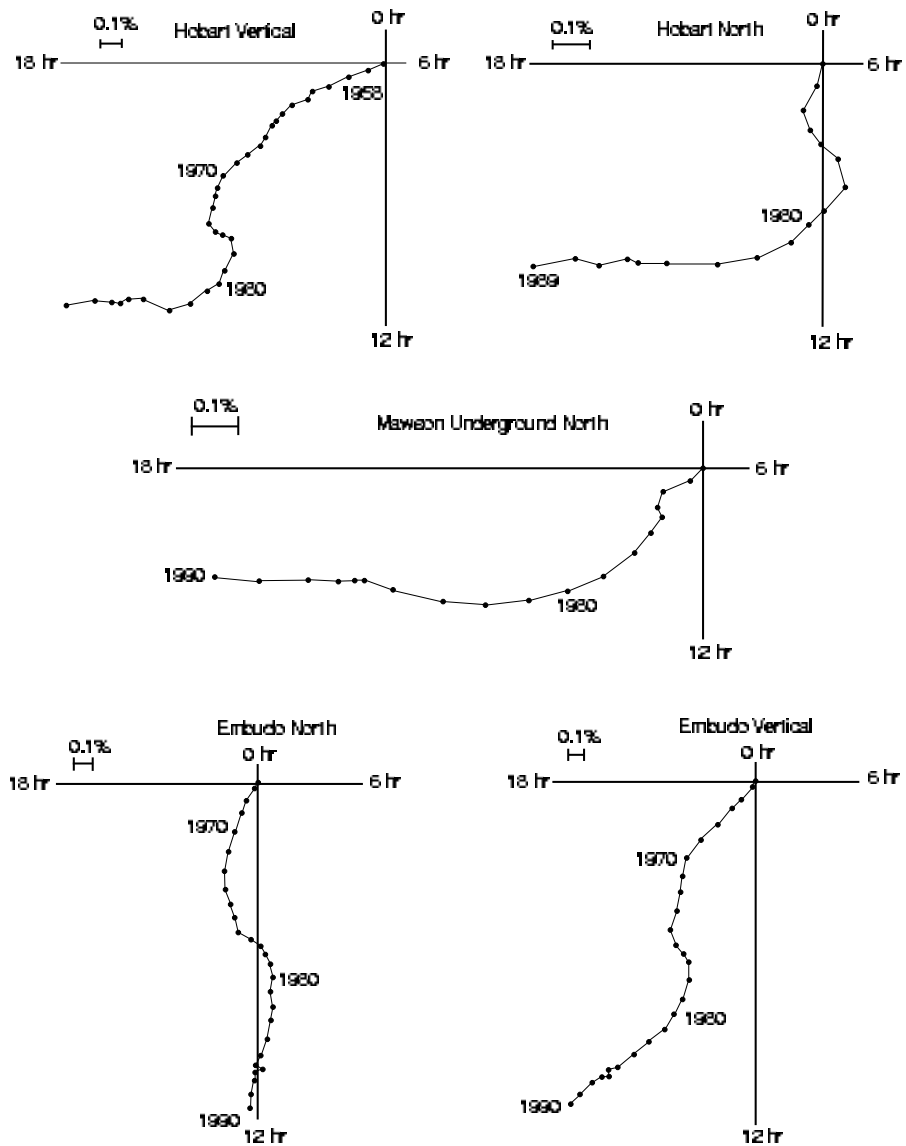 0 hr
0.1%
Hobart Vertical
18 hr
6 hr
1958
1970
1980
12 hr
0 hr
0.1%
Hobart North
18 hr
6 hr
1980
1989
12 hr
0 hr
0.1%
Mawson Underground North
18 hr
6 hr
1990
1980
12 hr
Embudo North
0.1%
0 hr
18 hr
6 hr
1970
1980
1990
12 hr
Embudo Vertical
0.1%
0 hr
18 hr
6 hr
1970
1980
1990
12 hr